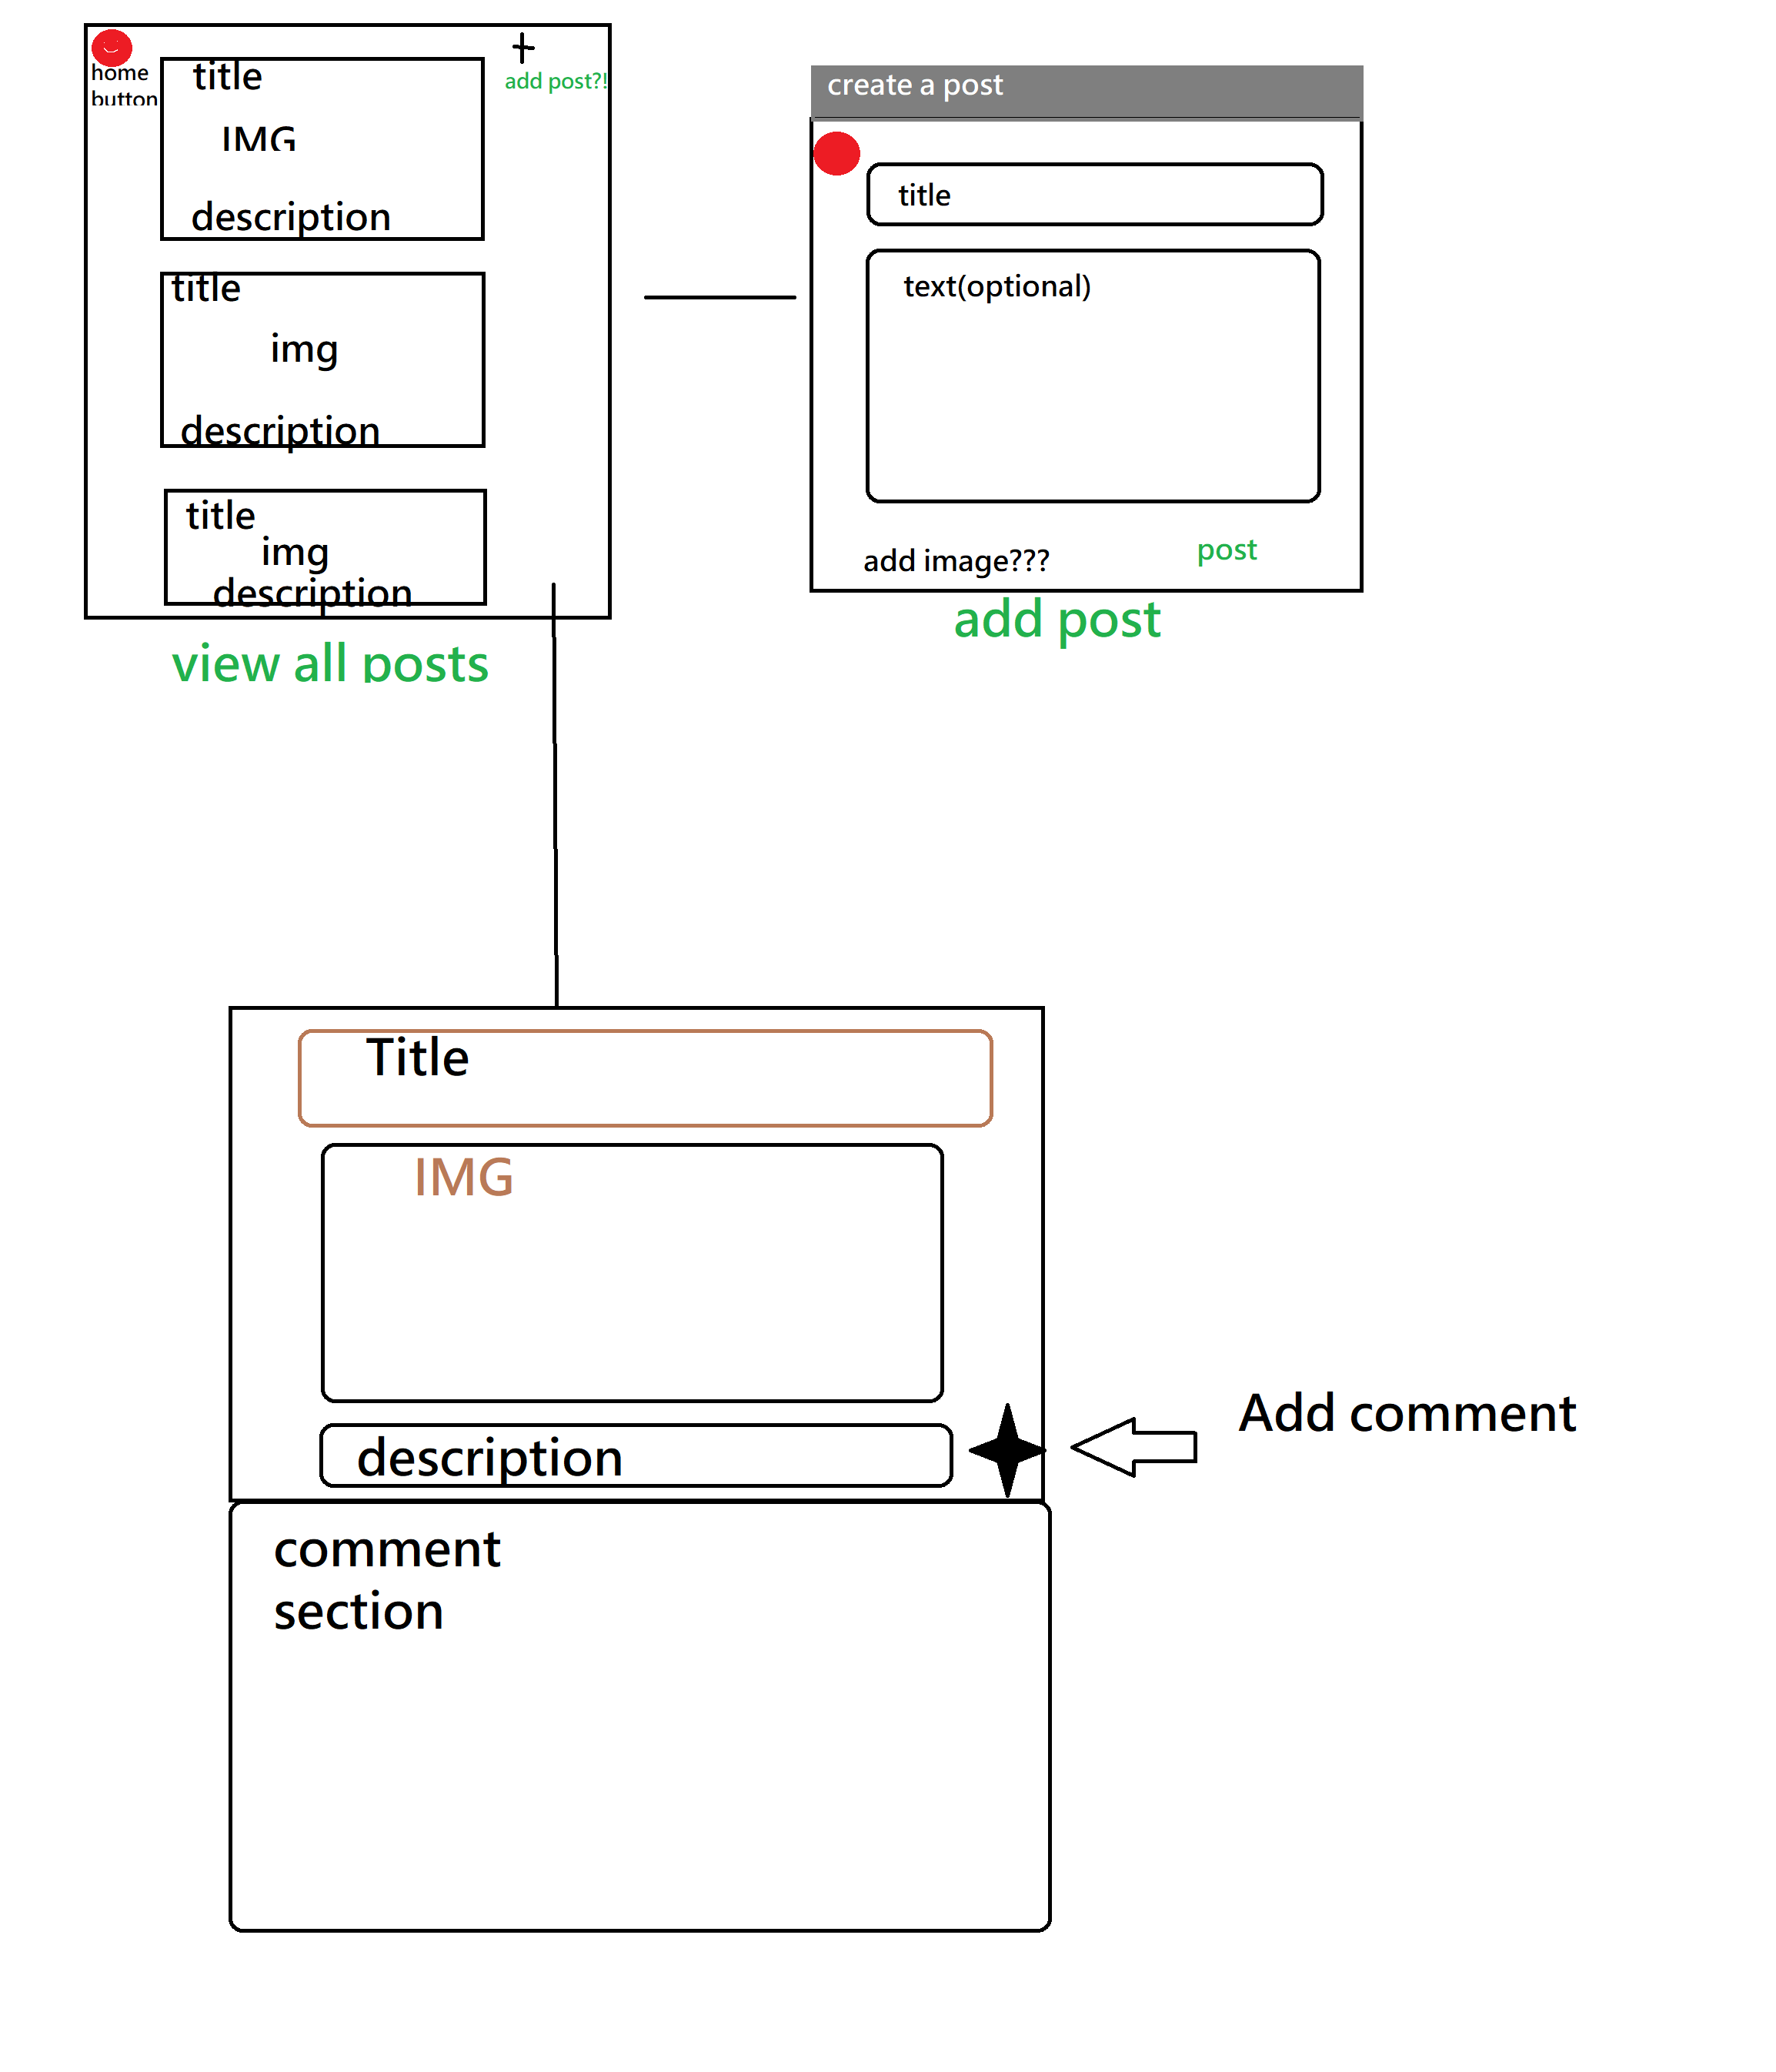 home
button
title
IMG
description
add post?!
title
img
description
title
img
description
view all posts
create a post
title
text(optional)
add image???
post
add post
Title
IMG
description
Add comment
comment
section